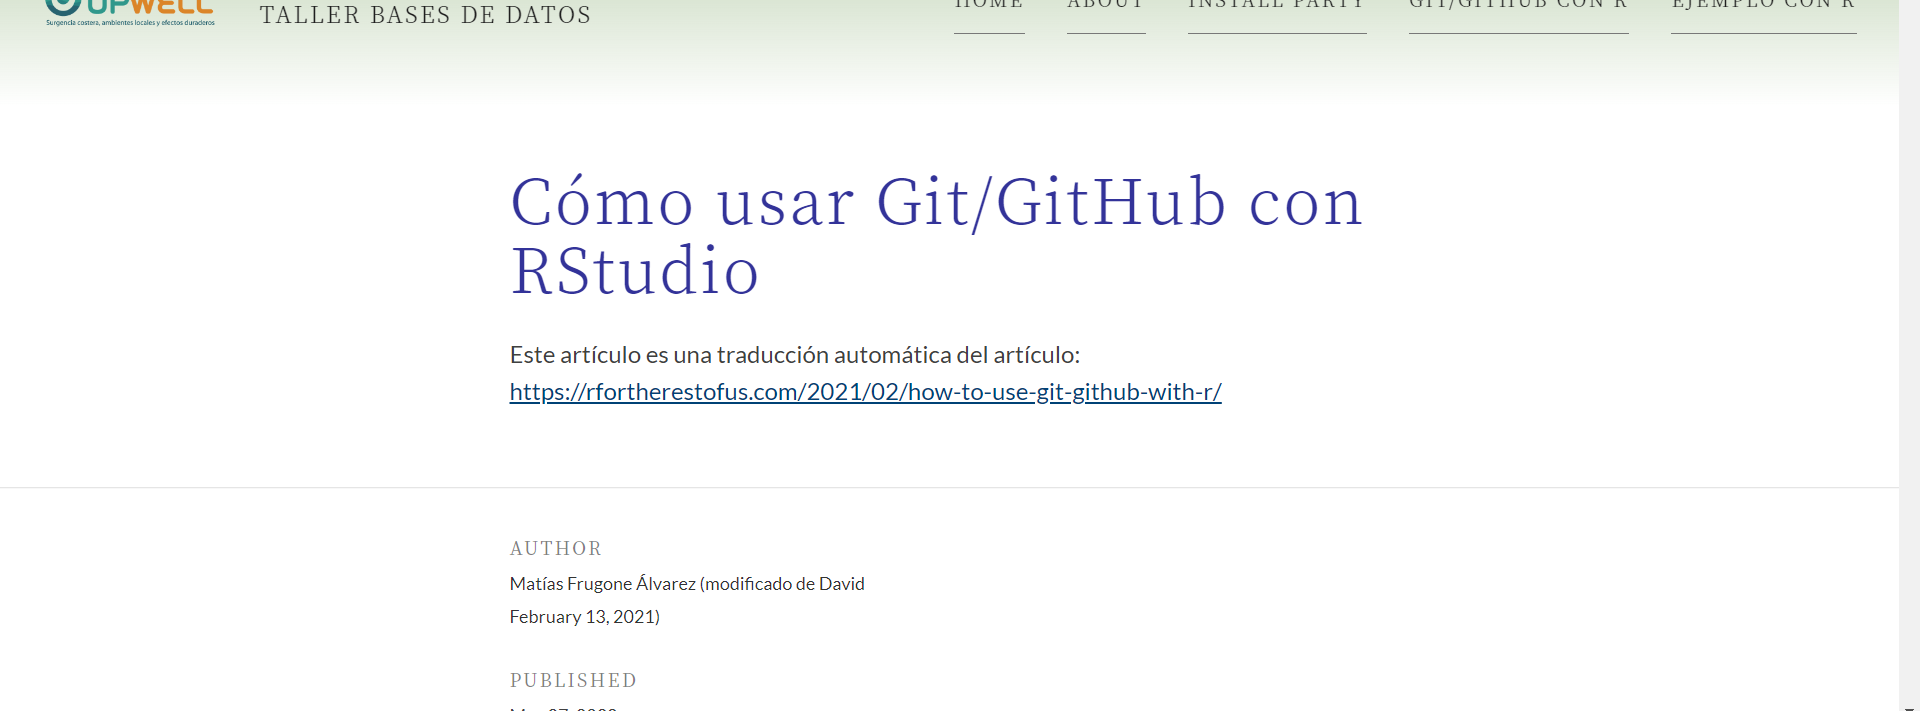 UPWELL
Surgencia costera, ambientes locales y efectos duraderos
TALLER BASES DE DATOS
HOME
ABOUT
INSTALL PARTY
GIT/GITHUB CON R
EJEMPLO CON R
Cómo usar Git/GitHub con
RStudio
Este artículo es una traducción automática del artículo:
https://rfortherestofus.com/2021/02/how-to-use-git-github-with-r/
AUTHOR
Matías Frugone Álvarez (modificado de David
February 13, 2021)
PUBLISHED